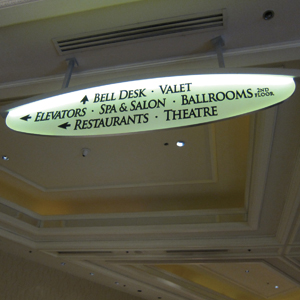 BELL DESK · VALET
ELEVATORS · SPA & SALON · BALLROOMS 2ND FLOOR
RESTAURANTS · THEATRE